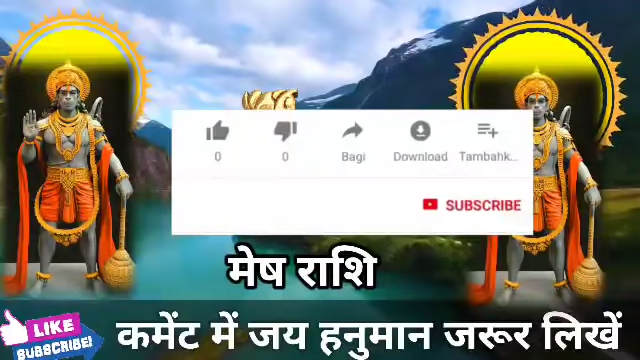 0 0 Bagi Download Tambahk...
SUBSCRIBE
मेष राशि
LIKE
SUBSCRIBE!
कमेंट में जय हनुमान जरूर लिखें